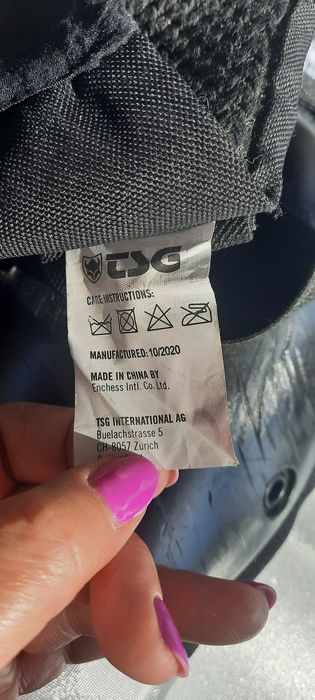 TSG
CARE INSTRUCTIONS:
MANUFACTURED: 10/2020
MADE IN CHINA BY
Enchess Intl. Co. Ltd.
TSG INTERNATIONAL AG
Buelachstrasse 5
CH-8057 Zürich